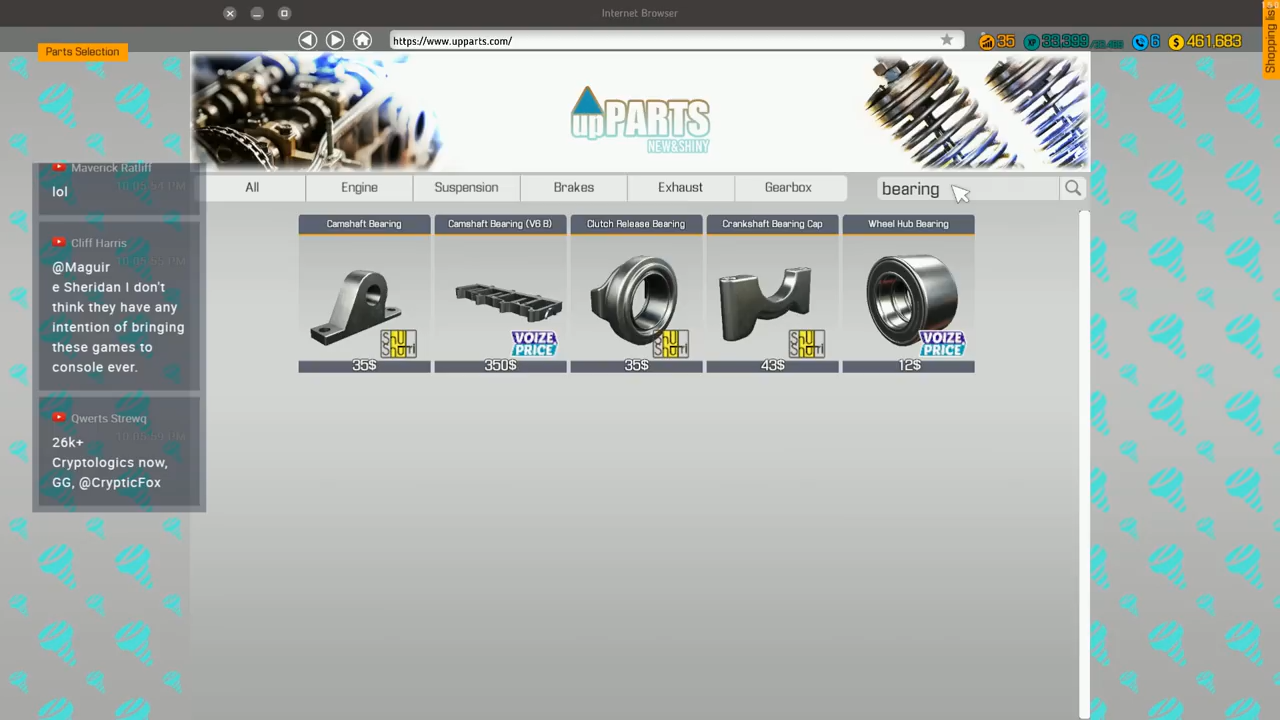 Internet Browser
https://www.upparts.com/
35
6
461,683
Shopping list
Parts Selection
upPARTS
NEW&SHINY
All
Engine
Suspension
Brakes
Exhaust
Gearbox
bearing
Maverick Ratliff
lol
Cliff Harris
@Maguir
e Sheridan I don't
think they have any
intention of bringing
these games to
console ever.
Qwerts Strewq
26k+
Cryptologics now,
GG, @CrypticFox
Camshaft Bearing
Camshaft Bearing (V6 B)
Clutch Release Bearing
Crankshaft Bearing Cap
Wheel Hub Bearing
VOIZE
PRICE
VOIZE
PRICE
35$
350$
35$
43$
12$